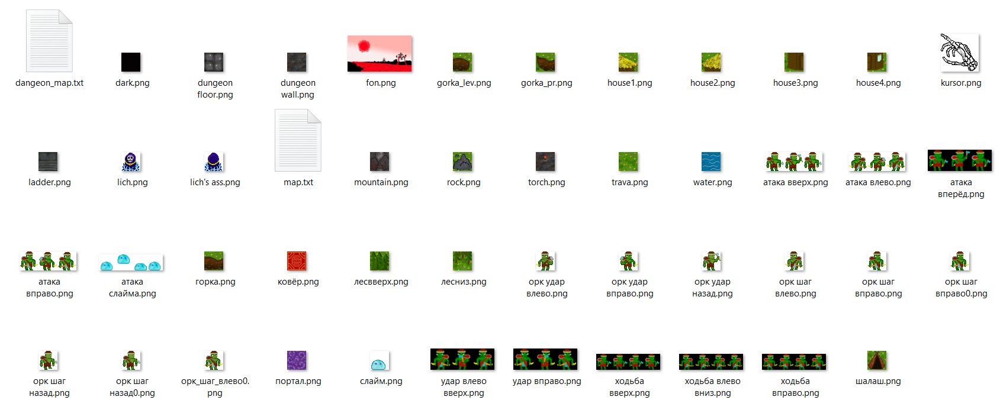 dangeon_map.txt
dark.png
dungeon
floor.png
dungeon
wall.png
fon.png
gorka_lev.png
gorka_pr.png
house1.png
house2.png
house3.png
house4.png
kursor.png
ladder.png
lich.png
lich's ass.png
map.txt
mountain.png
rock.png
torch.png
trava.png
water.png
атака вверх.png
атака влево.png
атака
вперёд.png
атака
вправо.png
атака
слайма.png
горка.png
ковёр.png
лесвверх.png
лесниз.png
орк удар
влево.png
орк удар
вправо.png
орк удар
назад.png
орк шаг
влево.png
орк шаг
вправо.png
орк шаг
вправо0.png
орк шаг
назад.png
орк шаг
назад0.png
орк_шаг_влево0.
png
портал.png
слайм.png
удар влево
вверх.png
удар вправо.png
ходьба
вверх.png
ходьба влево
вниз.png
ходьба
вправо.png
шалаш.png